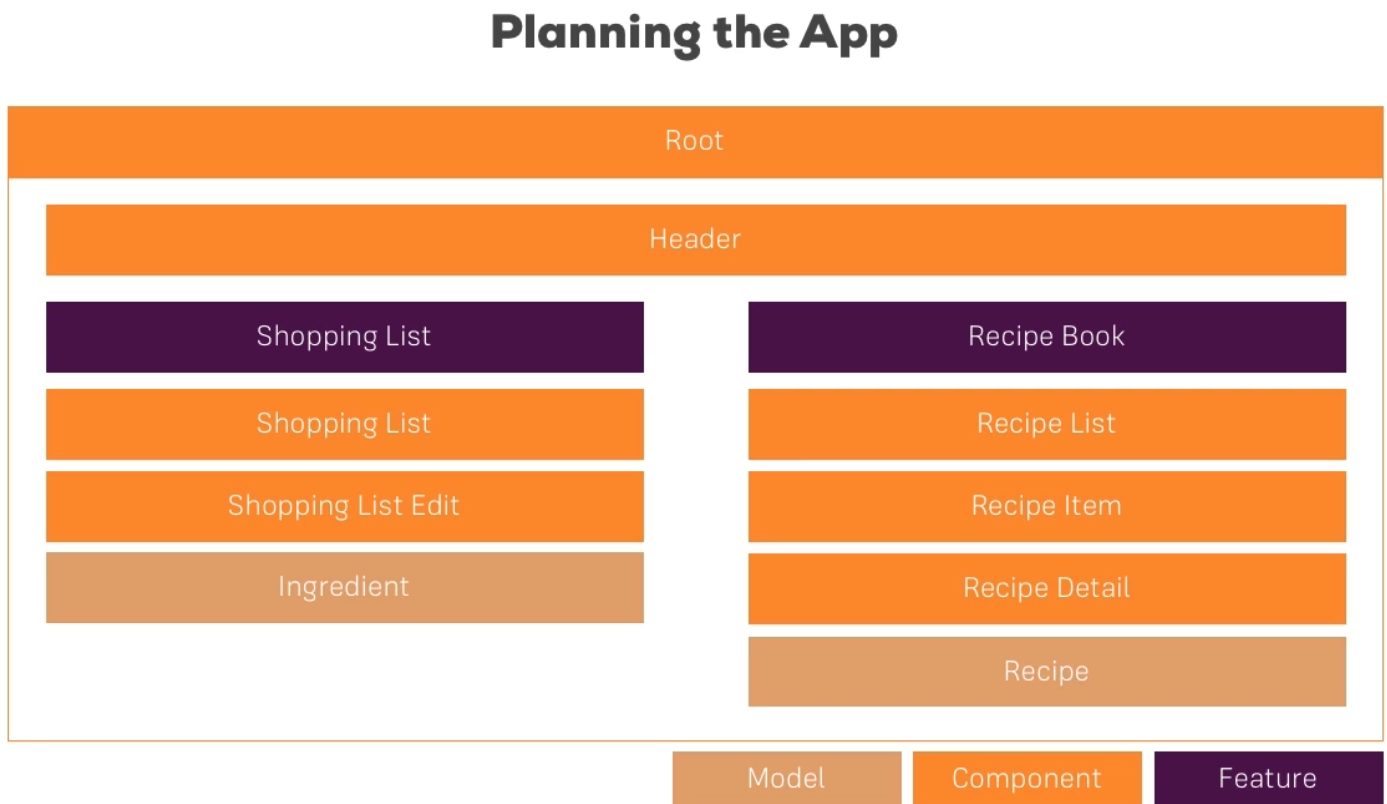 Planning the App
Root
Header
Shopping List
Shopping List
Shopping List Edit
Ingredient
Recipe Book
Recipe List
Recipe Item
Recipe Detail
Recipe
Model
Component
Feature